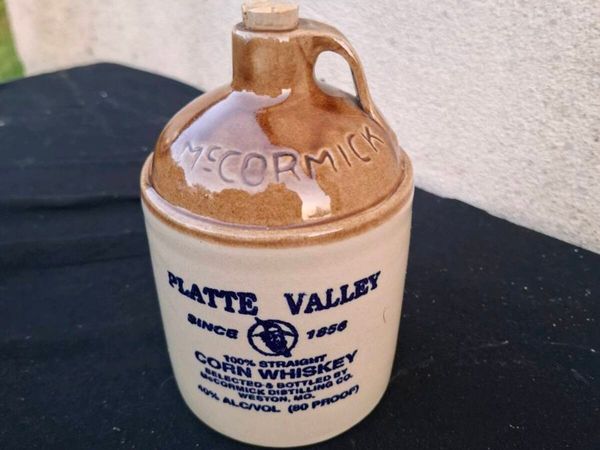 McCORMICK
PLATTE VALLEY
SINCE 1856
100% STRAIGHT
CORN WHISKEY
SELECTED & BOTTLED BY
McCORMICK DISTILLING CO.
WESTON, MO.
40% ALC/VOL (80 PROOF)